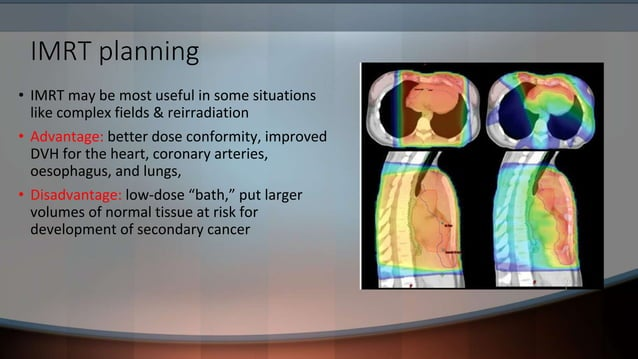 IMRT planning
• IMRT may be most useful in some situations
like complex fields & reirradiation
• Advantage: better dose conformity, improved
DVH for the heart, coronary arteries,
oesophagus, and lungs,
• Disadvantage: low-dose “bath,” put larger
volumes of normal tissue at risk for
development of secondary cancer